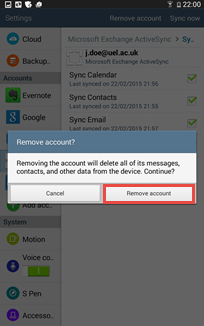 22:00
Settings
Remove account
Sync now
Cloud
Backup..
Accounts
Evernote
Google
Microsoft Exchange ActiveSync > Sy..
j.doe@uel.ac.uk
Microsoft Exchange ActiveSync
Sync Calendar
Last synced on 22/02/2015 21:56
Sync Contacts
Last synced on 22/02/2015 21:55
Sync Email
Last synced on 22/02/2015 21:57
Remove account?
Removing the account will delete all of its messages,
contacts, and other data from the device. Continue?
Cancel
Remove account
Add acc..
System
Motion
Voice co..
S Pen
Accesso..